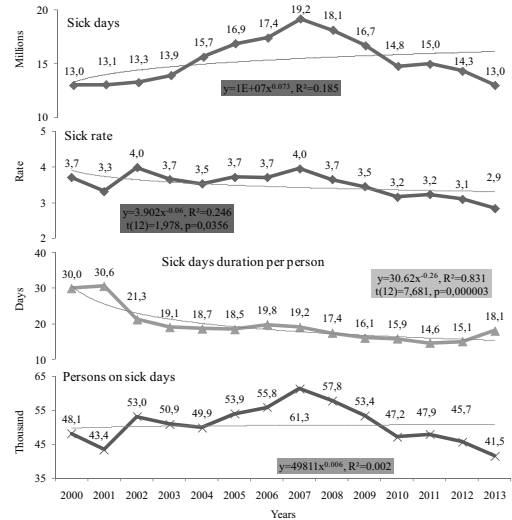 Sick days
Millions
20
15
10
13,0 13,1 13,3 13,9 15,7 16,9 17,4 19,2 18,1 16,7 14,8 15,0 14,3 13,0
y=1E+07x^0.073, R²=0.185
Sick rate
Rate
5
4
3
2
3,7 3,3 4,0 3,7 3,5 3,7 3,7 4,0 3,7 3,5 3,2 3,2 3,1 2,9
y=3.902x^-0.06, R²=0.246
t(12)=1,978, p=0,0356
Sick days duration per person
Days
40
30
20
10
30,0 30,6 21,3 19,1 18,7 18,5 19,8 19,2 17,4 16,1 15,9 14,6 15,1 18,1
y=30.62x^-0.26, R²=0.831
t(12)=7,681, p=0,000003
Persons on sick days
Thousand
65
55
45
35
48,1 43,4 53,0 50,9 49,9 53,9 55,8 61,3 57,8 53,4 47,2 47,9 45,7 41,5
y=49811x^0.006, R²=0.002
2000 2001 2002 2003 2004 2005 2006 2007 2008 2009 2010 2011 2012 2013
Years